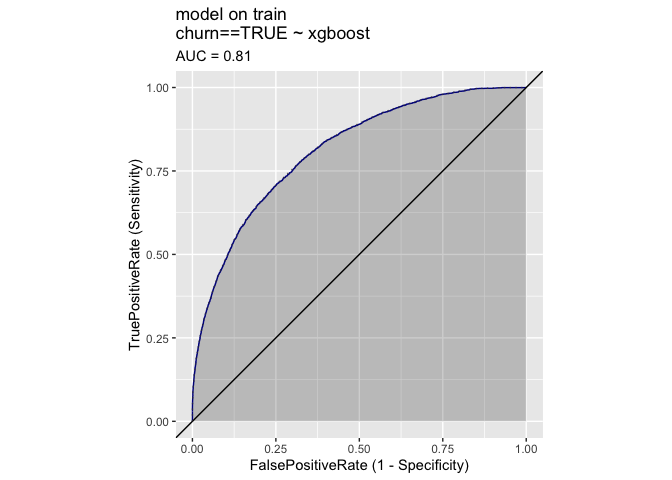 model on train
churn==TRUE ~ xgboost
AUC = 0.81
TruePositiveRate (Sensitivity)
1.00
0.75
0.50
0.25
0.00
0.00 0.25 0.50 0.75 1.00
FalsePositiveRate (1 - Specificity)